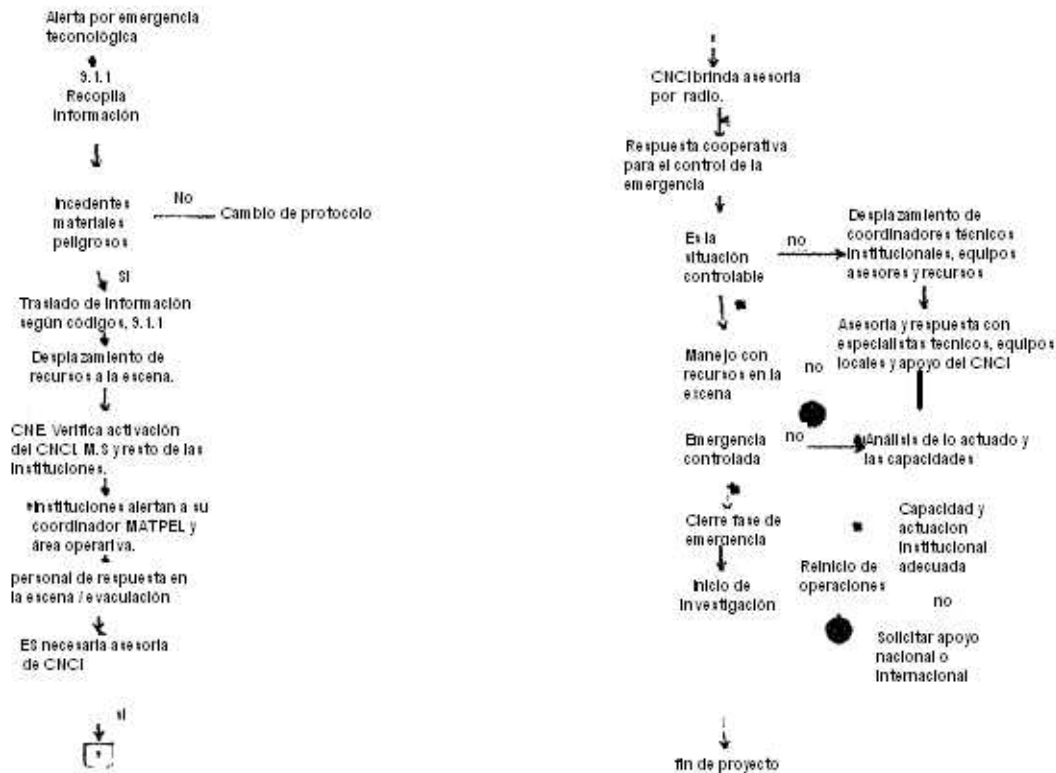 Alerta por emergencia
teconológica
9.1.1
Recopila
Información
Incedentes
materiales
peligrosos
No
Cambio de protocolo
SI
Traslado de Información
según códigos, 9.1.1
Desplazamiento de
recursos a la escena.
CNE. Verifica activación
del CNCI. M.S y resto de las
Instituciones.
Instituciones alertan a su
coordinador MATPEL y
área operativa.
personal de respuesta en
la escena / evaculación
ES necesaria asesoria
de CNCI
si
CNCI brinda asesoria
por radio.
Respuesta cooperativa
para el control de la
emergencia
Es la
situación
controlable
no
Desplazamiento de
coordinadores técnicos
Institucionales, equipos
asesores y recursos
Asesoria y respuesta con
especialistas técnicos, equipos
locales y apoyo del CNCI
Manejo con
recursos en la
escena
no
Emergencia
controlada
no
Análisis de lo actuado y
las capacidades
Cierre fase de
emergencia
Capacidad y
actuacion
Institucional
adecuada
Inicio de
Investigación
Reinicio de
operaciones
no
Solicitar apoyo
nacional o
Internacional
fin de proyecto